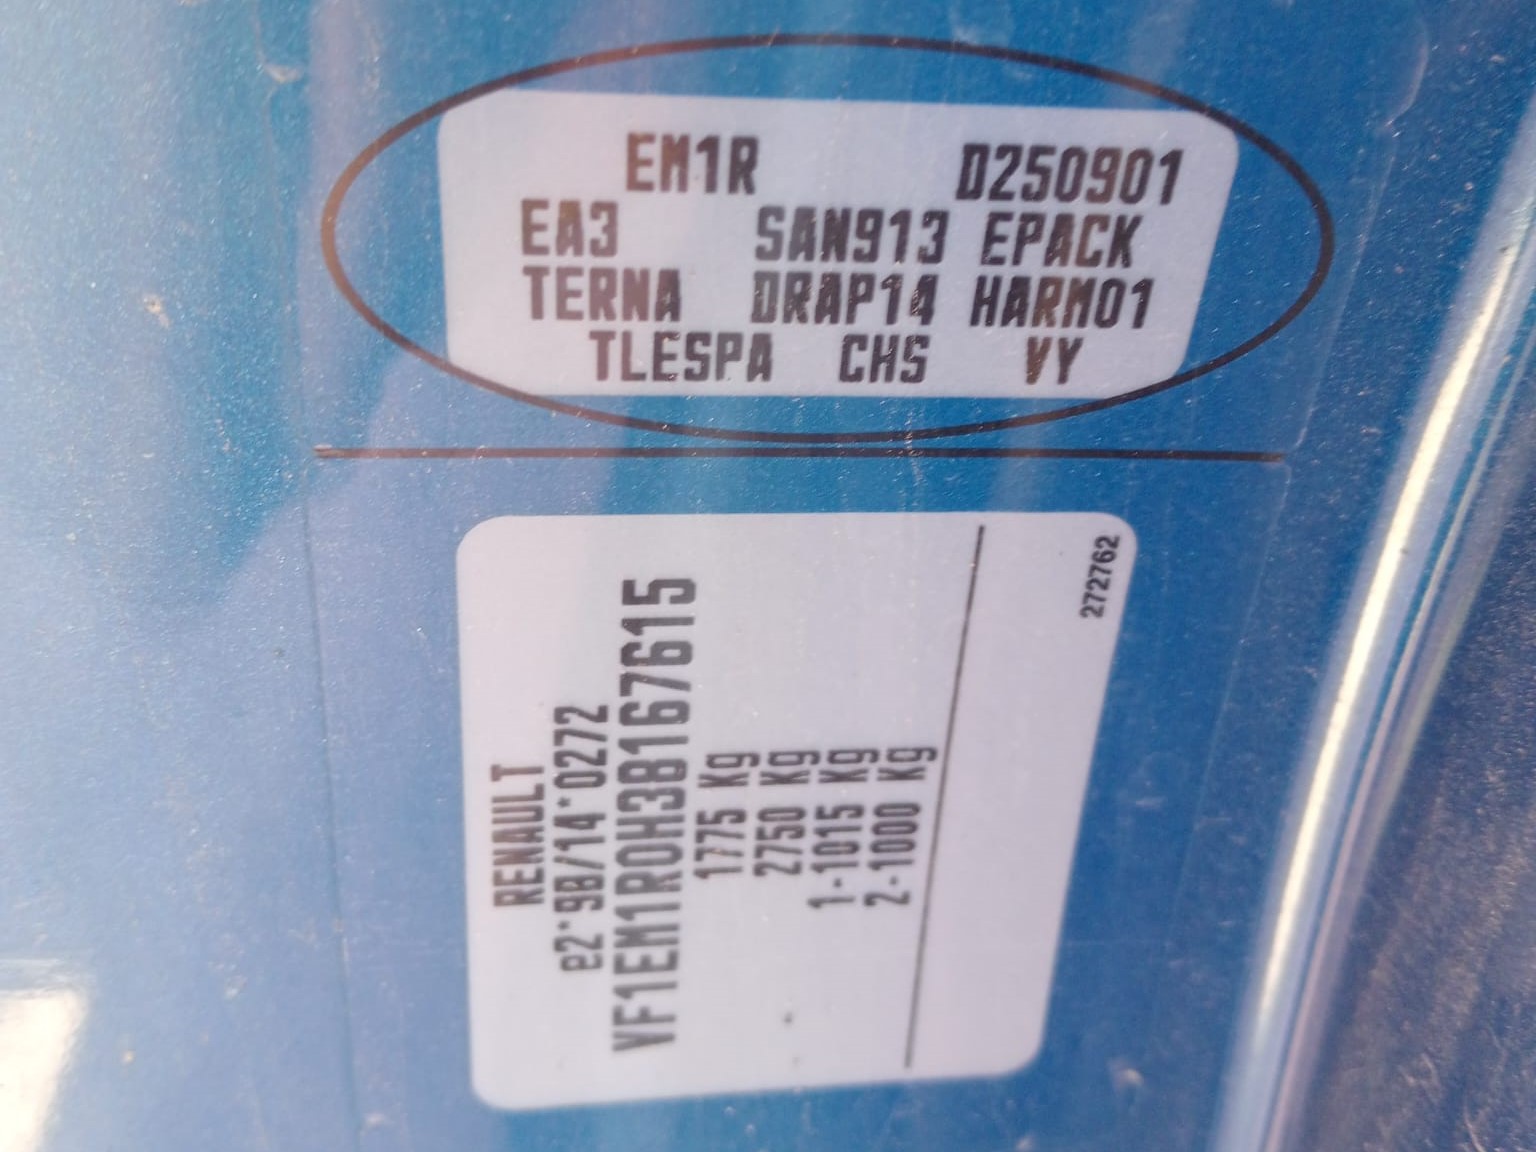 EM1R D250901
EA3 SAN913 EPACK
TERNA DRAP14 HARM01
TLESPA CHS VY
RENAULT
e2*98/14*0272
VF1EM1R0H38167615
1775 Kg
2750 Kg
1-1015 Kg
2-1000 Kg
272762